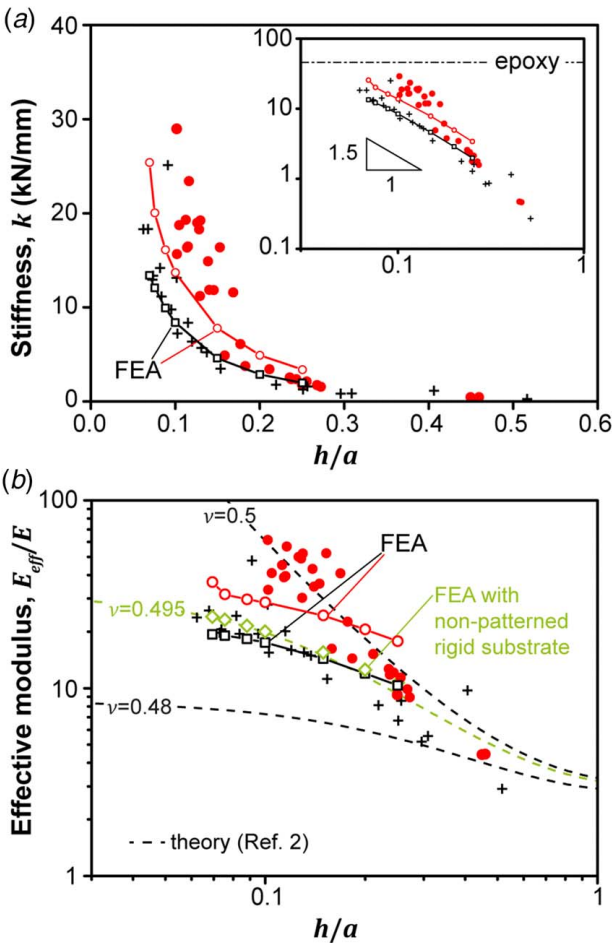 (a)
40
30
20
10
0
Stiffness, k (kN/mm)
0.0 0.1 0.2 0.3 0.4 0.5 0.6
h/a
FEA
100
10
1
0.1
epoxy
1.5
1
0.1 1
(b)
100
10
1
Effective modulus, E_eff/E
ν=0.5
ν=0.495
ν=0.48
FEA
FEA with
non-patterned
rigid substrate
theory (Ref. 2)
0.1 1
h/a